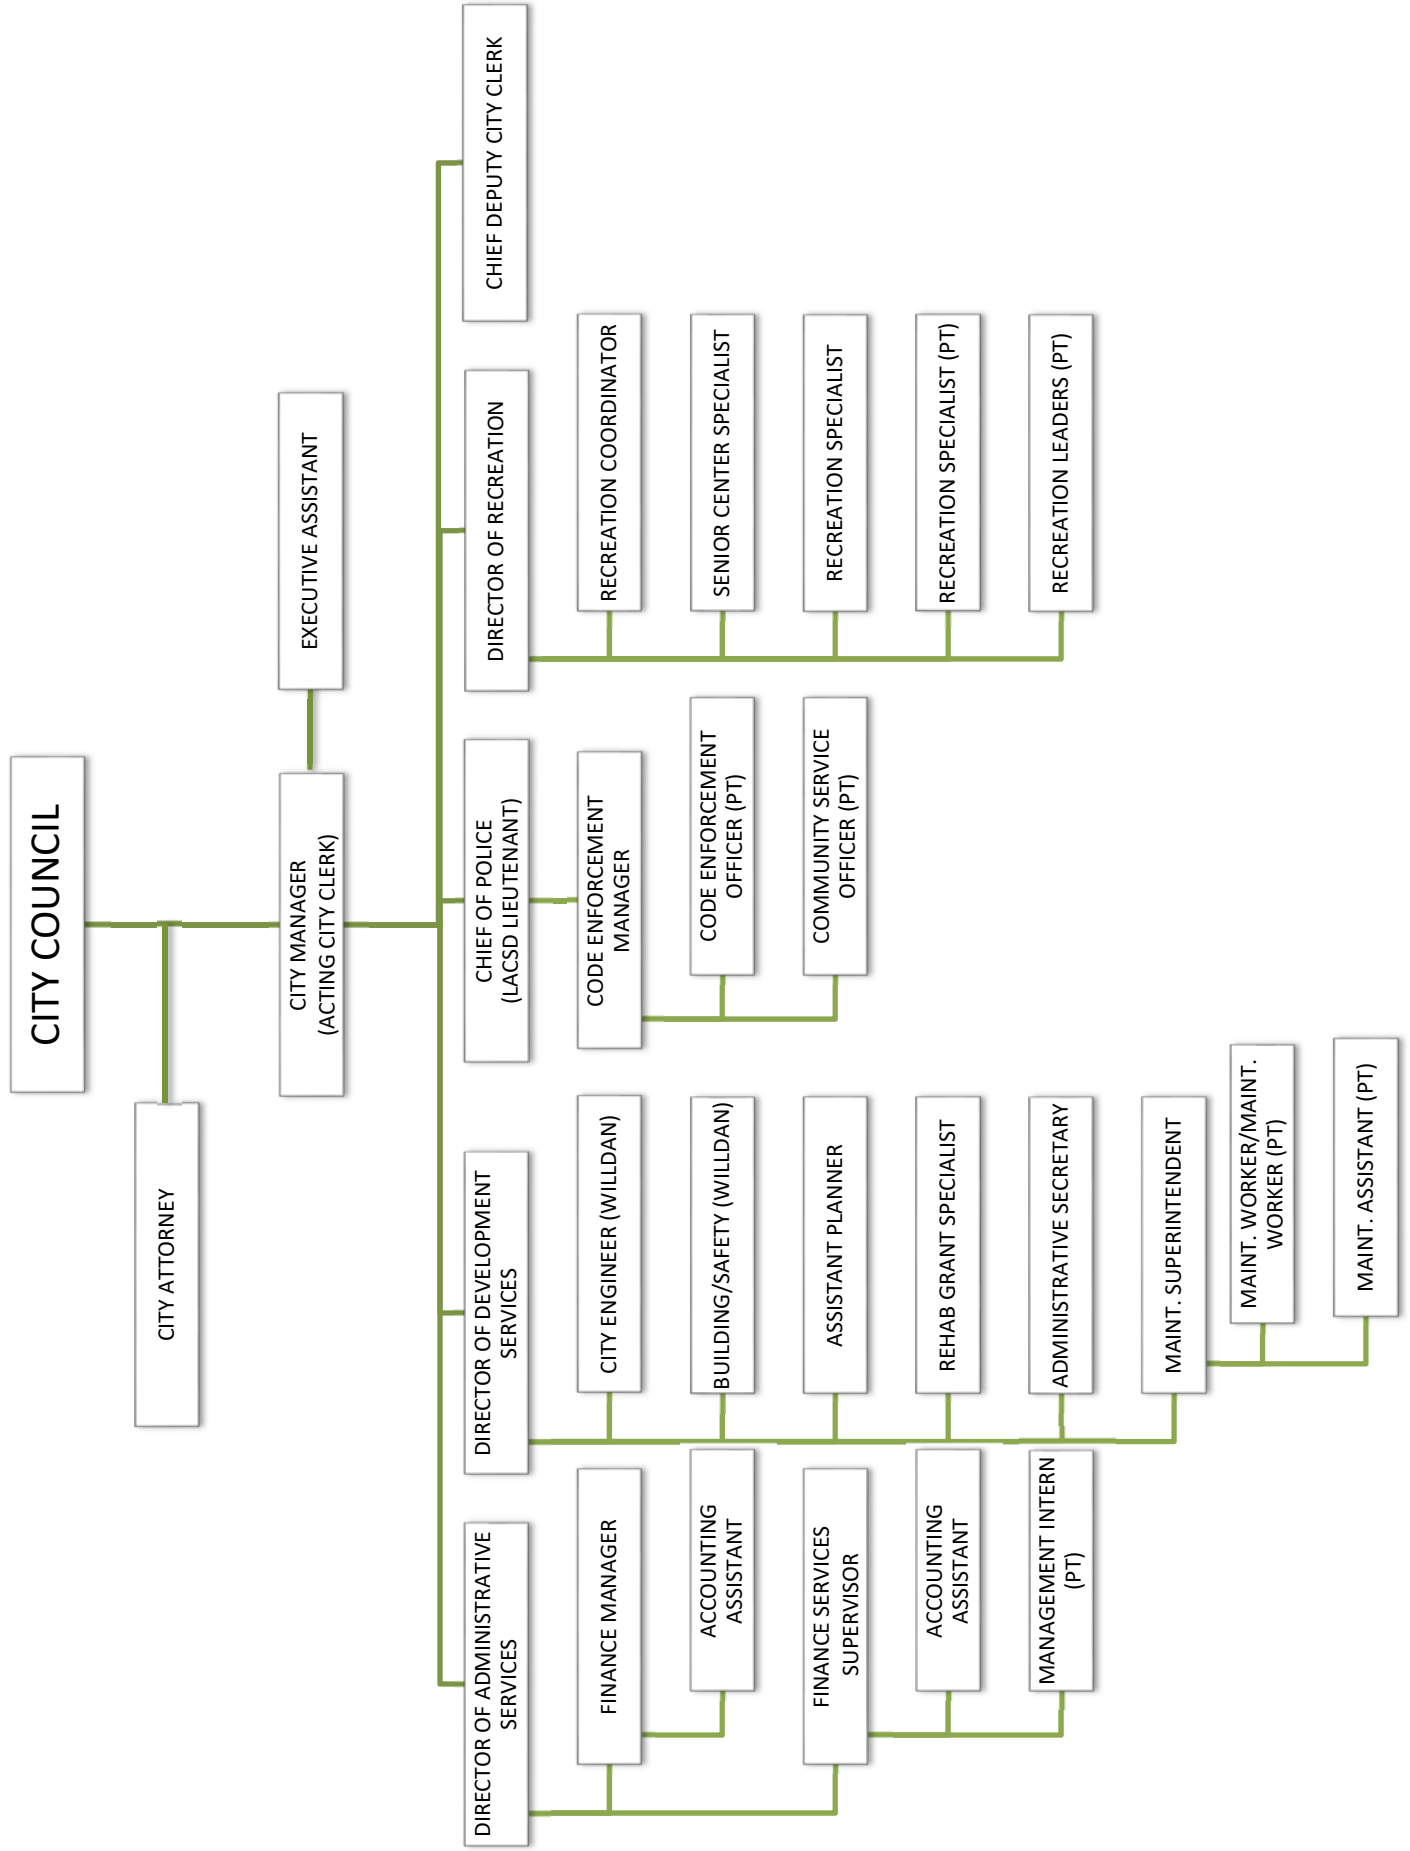 CITY COUNCIL
CITY ATTORNEY
CITY MANAGER
(ACTING CITY CLERK)
EXECUTIVE ASSISTANT
DIRECTOR OF ADMINISTRATIVE
SERVICES
FINANCE MANAGER
ACCOUNTING
ASSISTANT
FINANCE SERVICES
SUPERVISOR
ACCOUNTING
ASSISTANT
MANAGEMENT INTERN
(PT)
DIRECTOR OF DEVELOPMENT
SERVICES
CITY ENGINEER (WILLDAN)
BUILDING/SAFETY (WILLDAN)
ASSISTANT PLANNER
REHAB GRANT SPECIALIST
ADMINISTRATIVE SECRETARY
MAINT. SUPERINTENDENT
MAINT. WORKER/MAINT.
WORKER (PT)
MAINT. ASSISTANT (PT)
CHIEF OF POLICE
(LACSD LIEUTENANT)
CODE ENFORCEMENT
MANAGER
CODE ENFORCEMENT
OFFICER (PT)
COMMUNITY SERVICE
OFFICER (PT)
DIRECTOR OF RECREATION
RECREATION COORDINATOR
SENIOR CENTER SPECIALIST
RECREATION SPECIALIST
RECREATION SPECIALIST (PT)
RECREATION LEADERS (PT)
CHIEF DEPUTY CITY CLERK